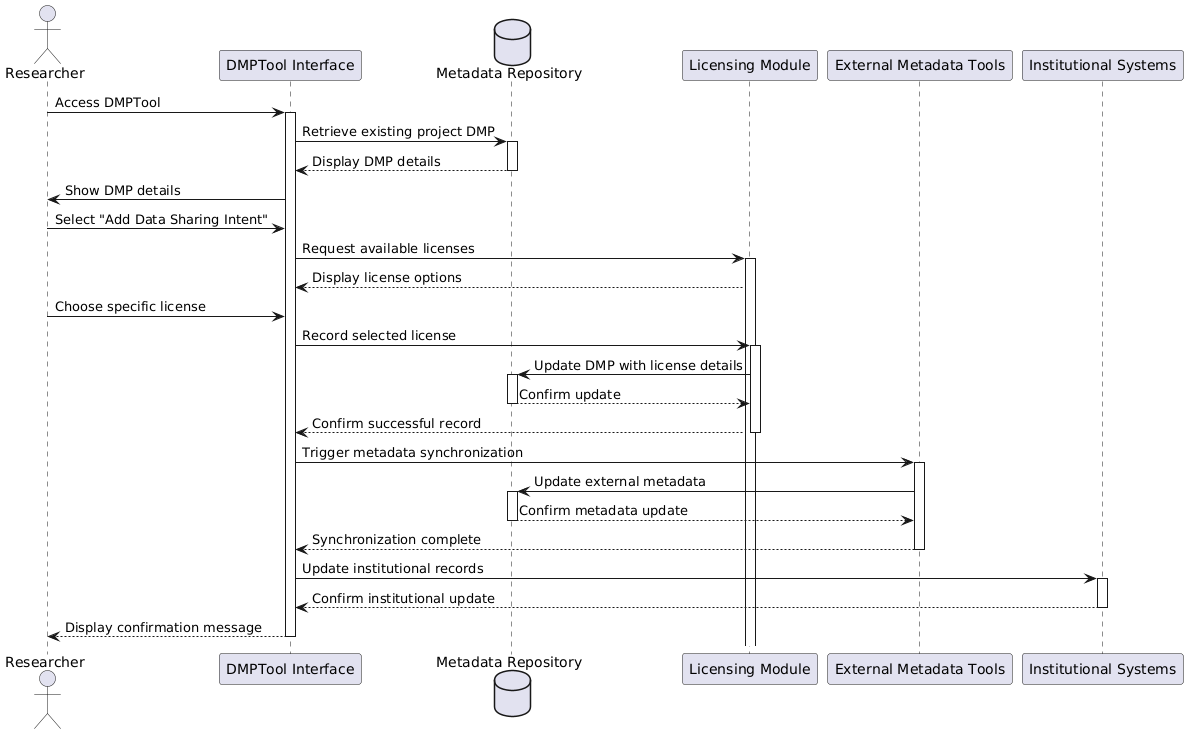 Researcher
DMPTool Interface
Metadata Repository
Licensing Module
External Metadata Tools
Institutional Systems
Access DMPTool
Retrieve existing project DMP
Display DMP details
Show DMP details
Select "Add Data Sharing Intent"
Request available licenses
Display license options
Choose specific license
Record selected license
Update DMP with license details
Confirm update
Confirm successful record
Trigger metadata synchronization
Update external metadata
Confirm metadata update
Synchronization complete
Update institutional records
Confirm institutional update
Display confirmation message
Researcher
DMPTool Interface
Metadata Repository
Licensing Module
External Metadata Tools
Institutional Systems